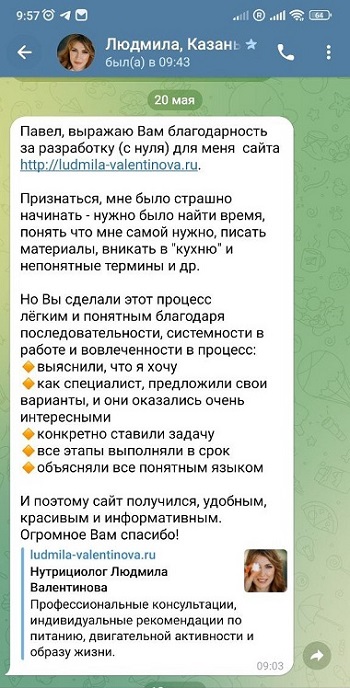 9:57
64
Людмила, Казань
был(а) в 09:43
20 мая
Павел, выражаю Вам благодарность
за разработку (с нуля) для меня сайта
http://ludmila-valentinova.ru.
Признаться, мне было страшно
начинать - нужно было найти время,
понять что мне самой нужно, писать
материалы, вникать в "кухню" и
непонятные термины и др.
Но Вы сделали этот процесс
лёгким и понятным благодаря
последовательности, системности в
работе и вовлеченности в процесс:
🔸выяснили, что я хочу
🔸как специалист, предложили свои
варианты, и они оказались очень
интересными
🔸конкретно ставили задачу
🔸все этапы выполняли в срок
🔸объясняли все понятным языком
И поэтому сайт получился, удобным,
красивым и информативным.
Огромное Вам спасибо!
ludmila-valentinova.ru
Нутрициолог Людмила
Валентинова
Профессиональные консультации,
индивидуальные рекомендации по
питанию, двигательной активности и
образу жизни.
09:03